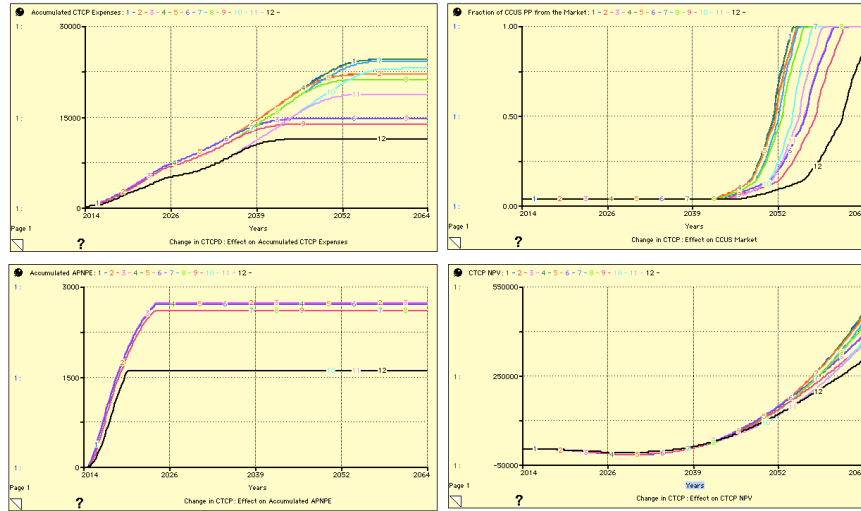 Accumulated CTCP Expenses: 1 - 2 - 3 - 4 - 5 - 6 - 7 - 8 - 9 - 10 - 11 - 12 -
1: 30000
1: 15000
1: 0
2014 2026 2039 2052 2064
Page 1
Years
Change in CTCPD : Effect on Accumulated CTCP Expenses
?
Fraction of CCUS PP from the Market: 1 - 2 - 3 - 4 - 5 - 6 - 7 - 8 - 9 - 10 - 11 - 12 -
1: 1.00
1: 0.50
1: 0.00
2014 2026 2039 2052 206
Page 1
Years
Change in CTCP : Effect on CCUS Market
?
Accumulated APNPE: 1 - 2 - 3 - 4 - 5 - 6 - 7 - 8 - 9 - 10 - 11 - 12 -
1: 3000
1: 1500
1: 0
2014 2026 2039 2052 2064
Page 1
Years
Change in CTCP : Effect on Accumulated APNPE
?
CTCP NPV: 1 - 2 - 3 - 4 - 5 - 6 - 7 - 8 - 9 - 10 - 11 - 12 -
1: 550000
1: 250000
1: -50000
2014 2026 2039 2052 206
Page 1
Years
Change in CTCP : Effect on CTCP NPV
?